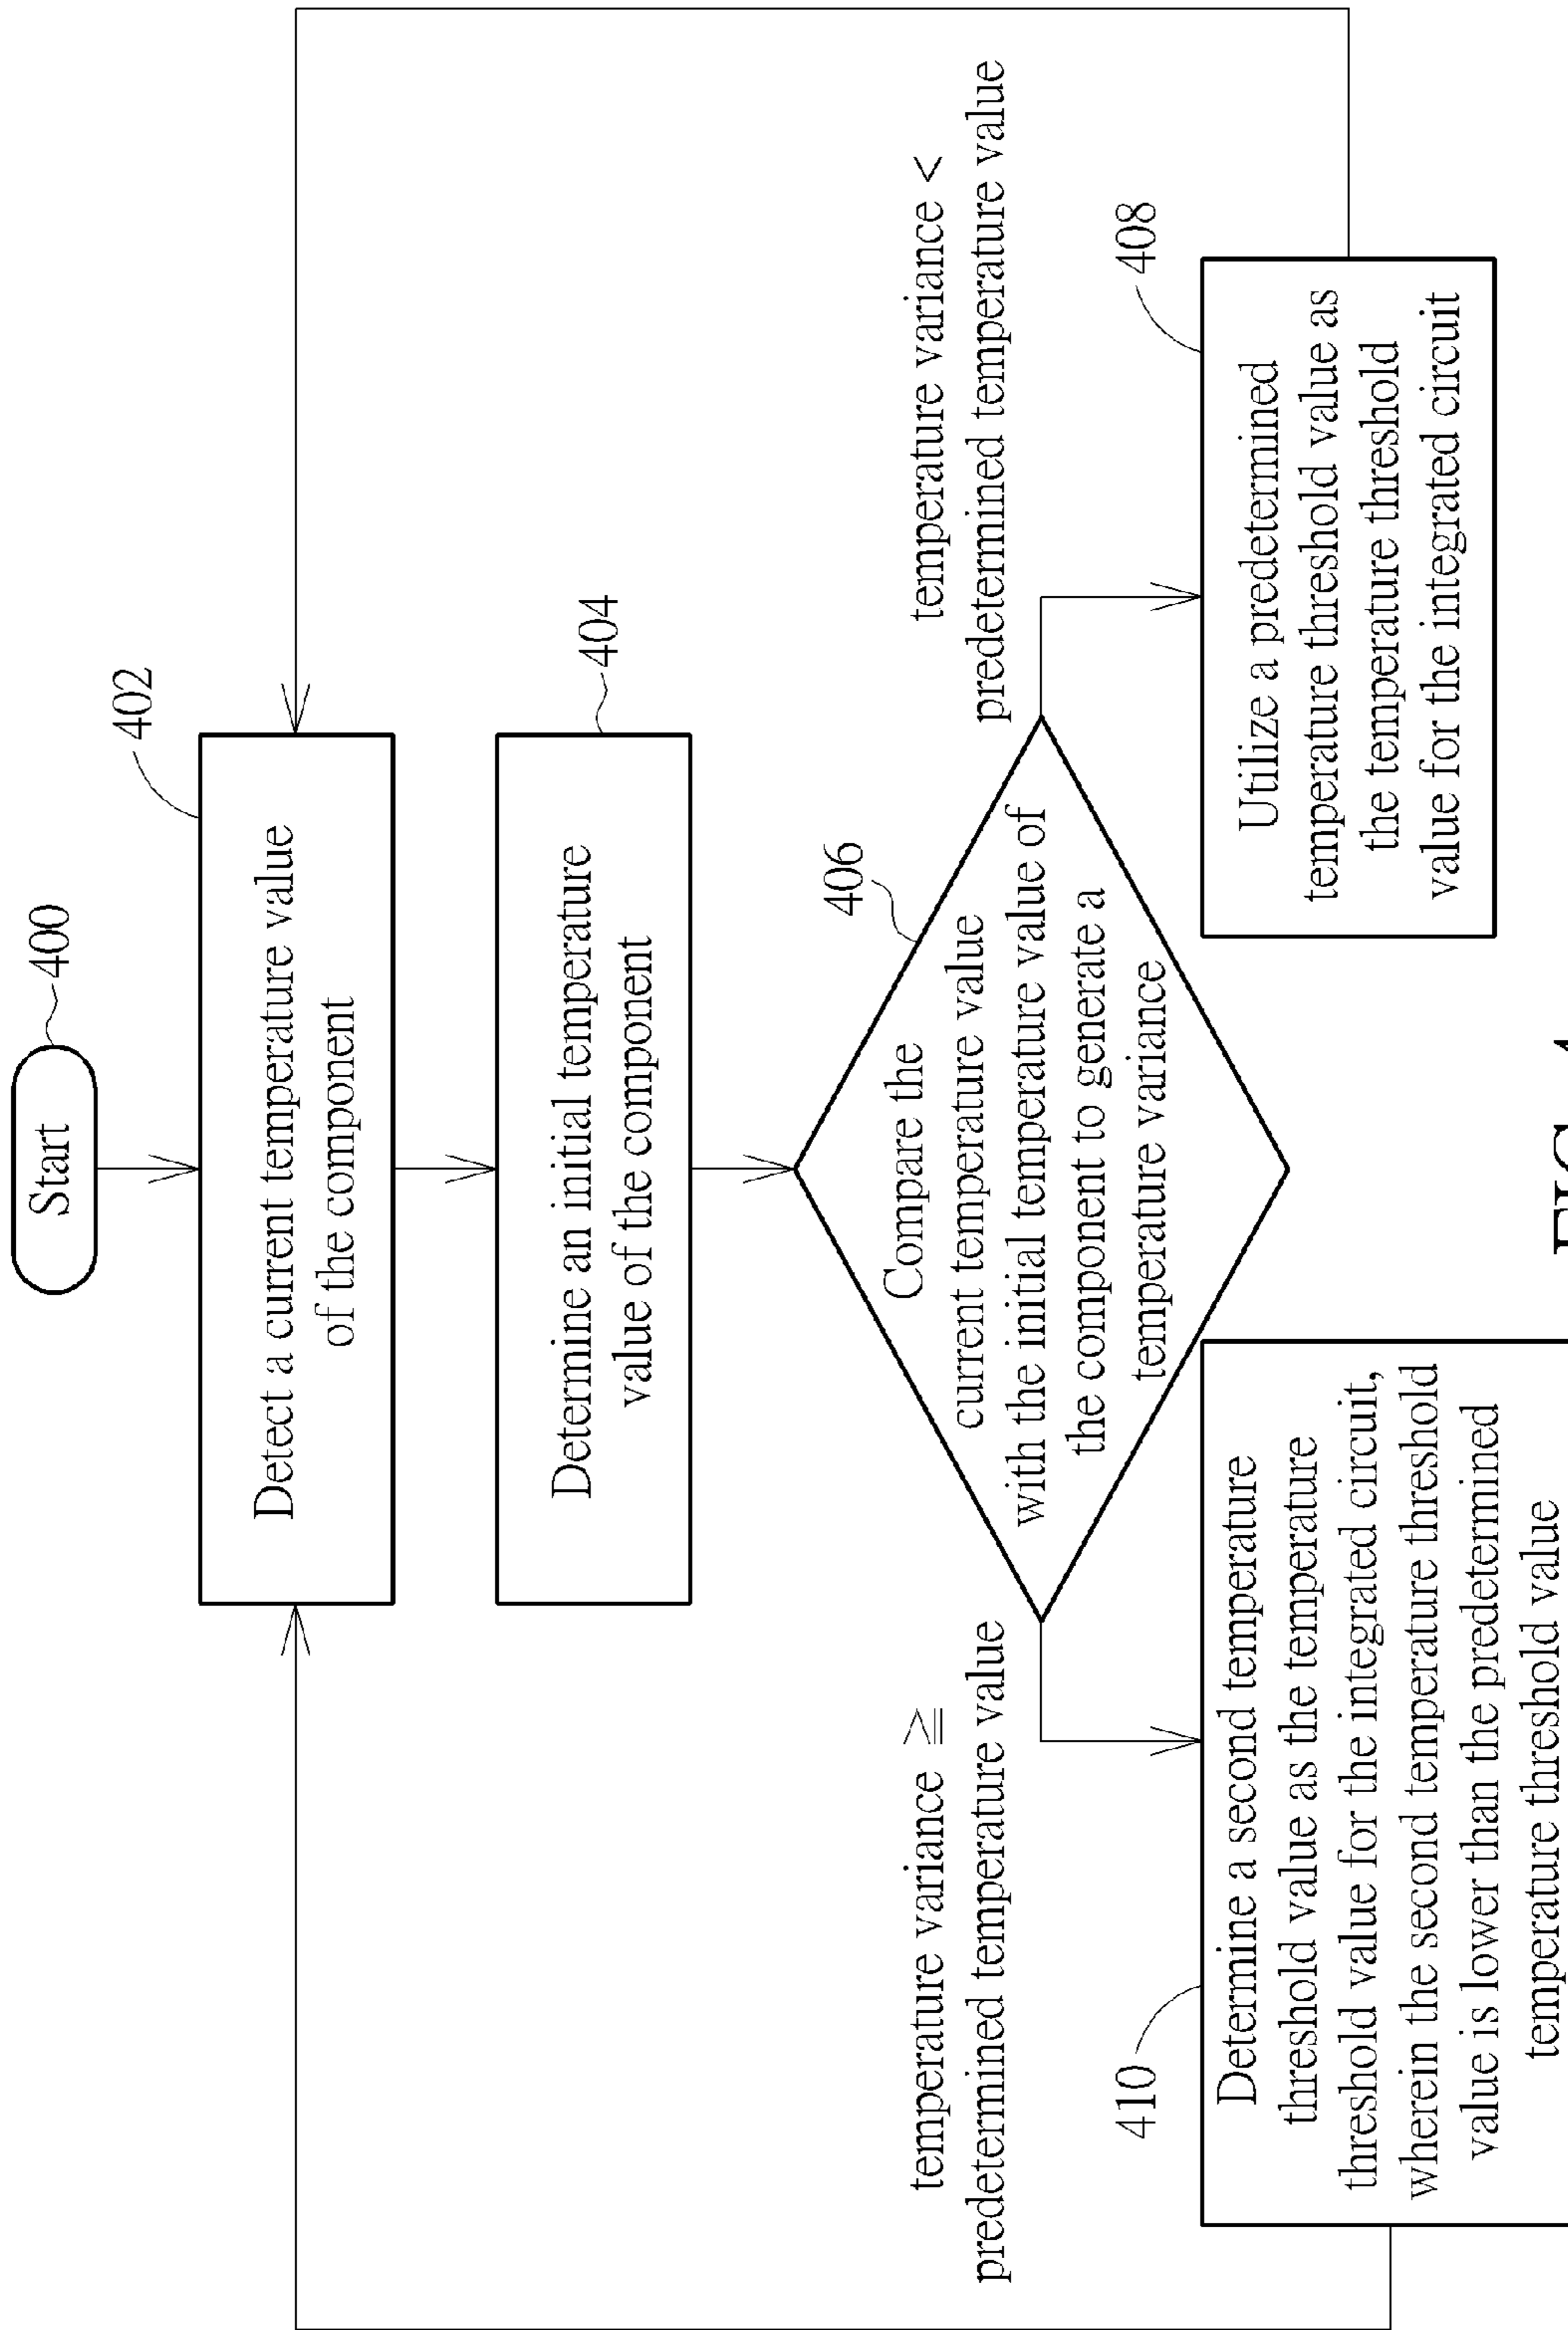 Start
400
402
Detect a current temperature value
of the component
404
Determine an initial temperature
value of the component
406
Compare the
current temperature value
with the initial temperature value of
the component to generate a
temperature variance
temperature variance ≧
predetermined temperature value
temperature variance <
predetermined temperature value
410
Determine a second temperature
threshold value as the temperature
threshold value for the integrated circuit,
wherein the second temperature threshold
value is lower than the predetermined
temperature threshold value
408
Utilize a predetermined
temperature threshold value as
the temperature threshold
value for the integrated circuit